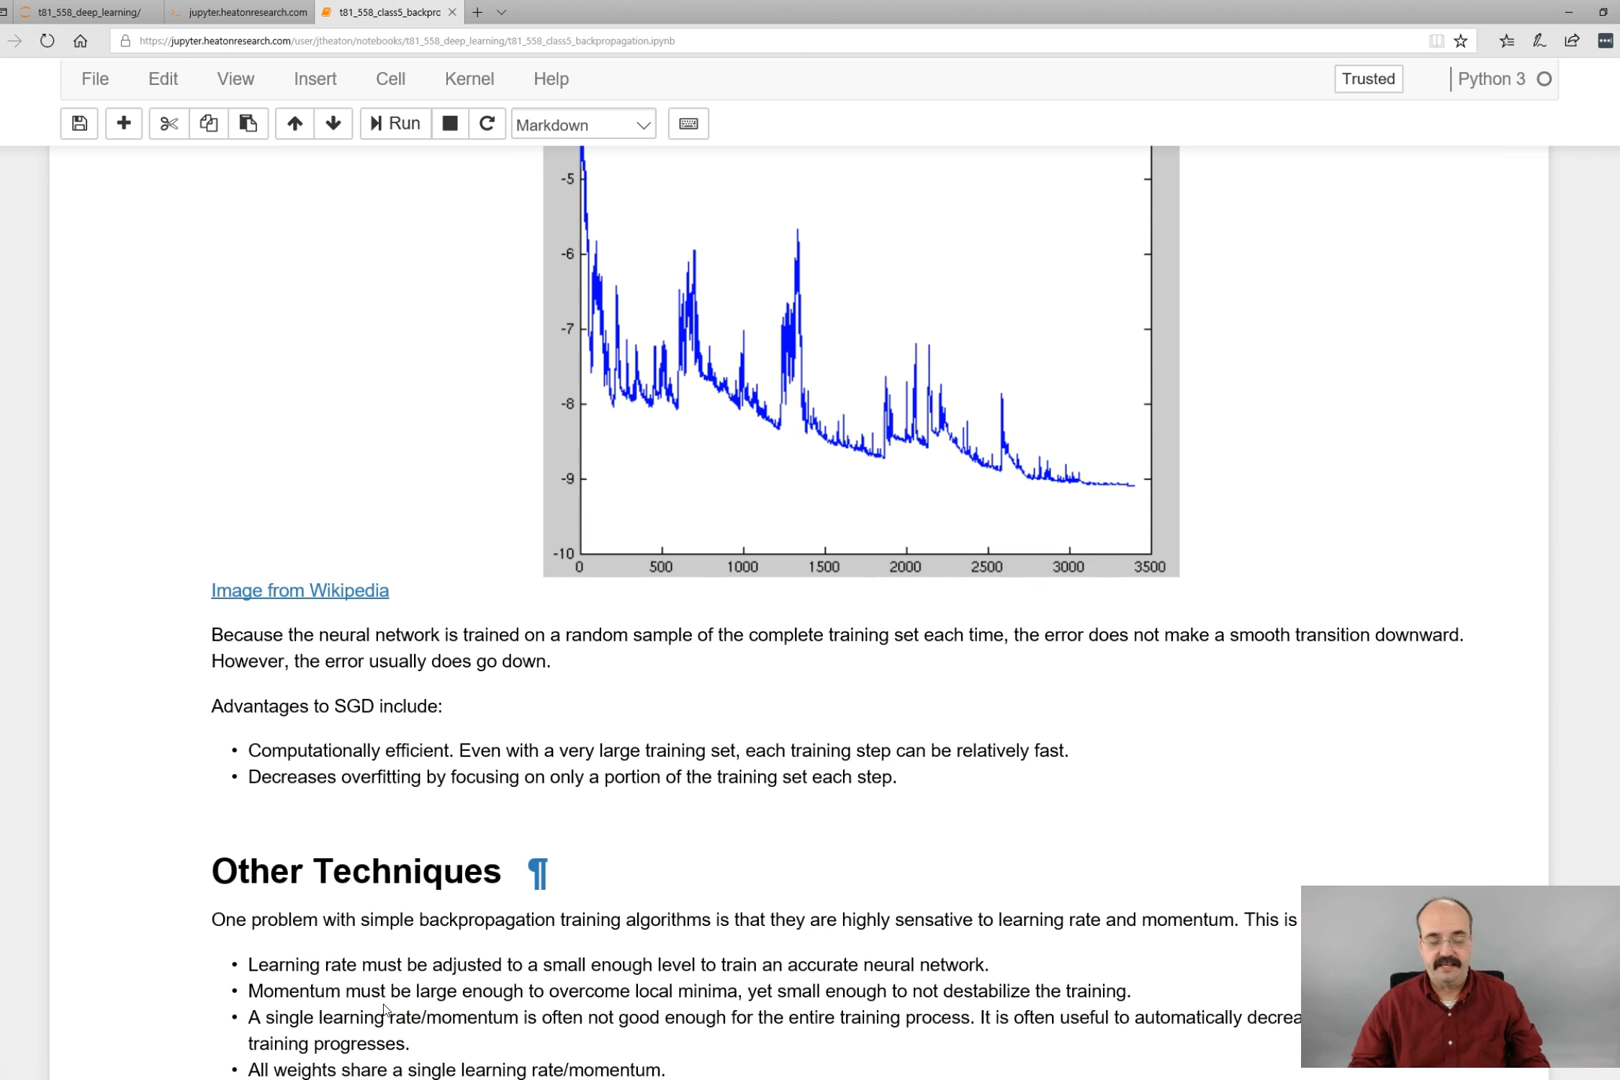 t81_558_deep_learning/
jupyter.heatonresearch.com
t81_558_class5_backpro
https://jupyter.heatonresearch.com/user/jtheaton/notebooks/t81_558_deep_learning/t81_558_class5_backpropagation.ipynb
File Edit View Insert Cell Kernel Help Trusted Python 3
Run Markdown
-5
-6
-7
-8
-9
-10
0 500 1000 1500 2000 2500 3000 3500
Image from Wikipedia
Because the neural network is trained on a random sample of the complete training set each time, the error does not make a smooth transition downward.
However, the error usually does go down.
Advantages to SGD include:
• Computationally efficient. Even with a very large training set, each training step can be relatively fast.
• Decreases overfitting by focusing on only a portion of the training set each step.
Other Techniques ¶
One problem with simple backpropagation training algorithms is that they are highly sensative to learning rate and momentum. This is
• Learning rate must be adjusted to a small enough level to train an accurate neural network.
• Momentum must be large enough to overcome local minima, yet small enough to not destabilize the training.
• A single learning rate/momentum is often not good enough for the entire training process. It is often useful to automatically decrea
training progresses.
• All weights share a single learning rate/momentum.